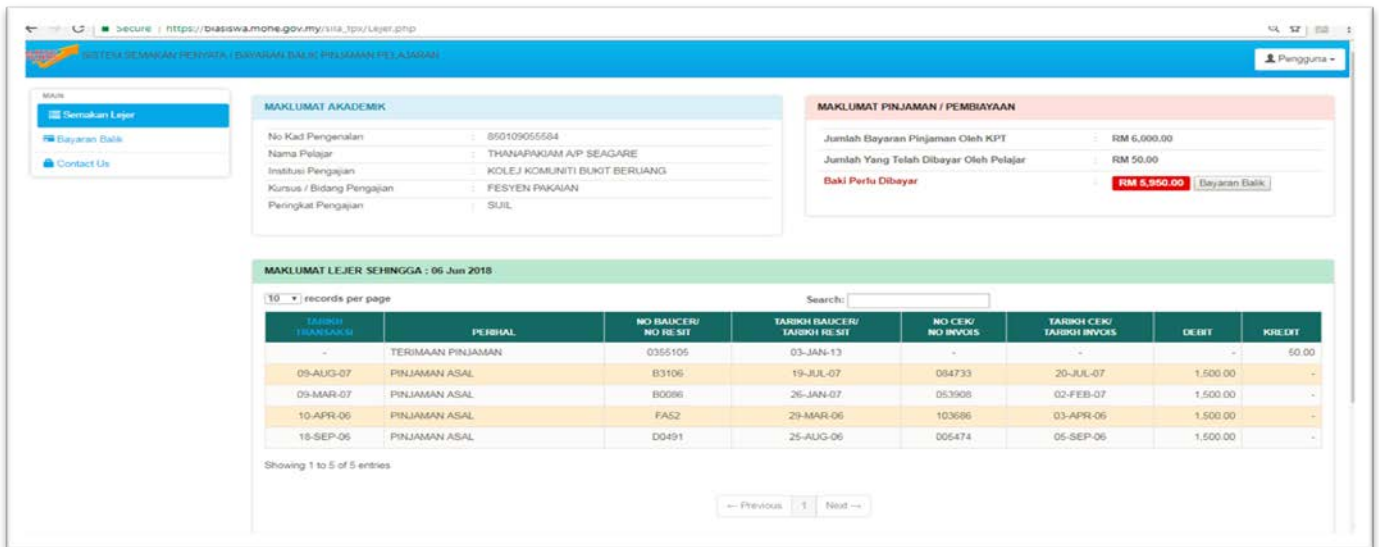 Secure | https://biasiswa.mohe.gov.my/sila_tpx/Lejer.php
SISTEM SEMAKAN PENYATA / BAYARAN BALIK PINJAMAN PELAJARAN
Pengguna
MAIN
Semakan Lejer
Bayaran Balik
Contact Us
MAKLUMAT AKADEMIK
No Kad Pengenalan : 850109055584
Nama Pelajar : THANAPAKIAM A/P SEAGARE
Institusi Pengajian : KOLEJ KOMUNITI BUKIT BERUANG
Kursus / Bidang Pengajian : FESYEN PAKAIAN
Peringkat Pengajian : SIJIL
MAKLUMAT PINJAMAN / PEMBIAYAAN
Jumlah Bayaran Pinjaman Oleh KPT : RM 6,000.00
Jumlah Yang Telah Dibayar Oleh Pelajar : RM 50.00
Baki Perlu Dibayar : RM 5,950.00 Bayaran Balik
MAKLUMAT LEJER SEHINGGA : 06 Jun 2018
10 records per page Search:
TARIKH TRANSAKSI PERIHAL NO BAUCER/ NO RESIT TARIKH BAUCER/ TARIKH RESIT NO CEK/ NO INVOIS TARIKH CEK/ TARIKH INVOIS DEBIT KREDIT
- TERIMAAN PINJAMAN 0355105 03-JAN-13 - - - 50.00
09-AUG-07 PINJAMAN ASAL B3106 19-JUL-07 084733 20-JUL-07 1,500.00 -
09-MAR-07 PINJAMAN ASAL B0086 26-JAN-07 053908 02-FEB-07 1,500.00 -
10-APR-06 PINJAMAN ASAL FA52 29-MAR-06 103686 03-APR-06 1,500.00 -
18-SEP-06 PINJAMAN ASAL D0491 25-AUG-06 005474 05-SEP-06 1,500.00 -
Showing 1 to 5 of 5 entries
← Previous 1 Next →